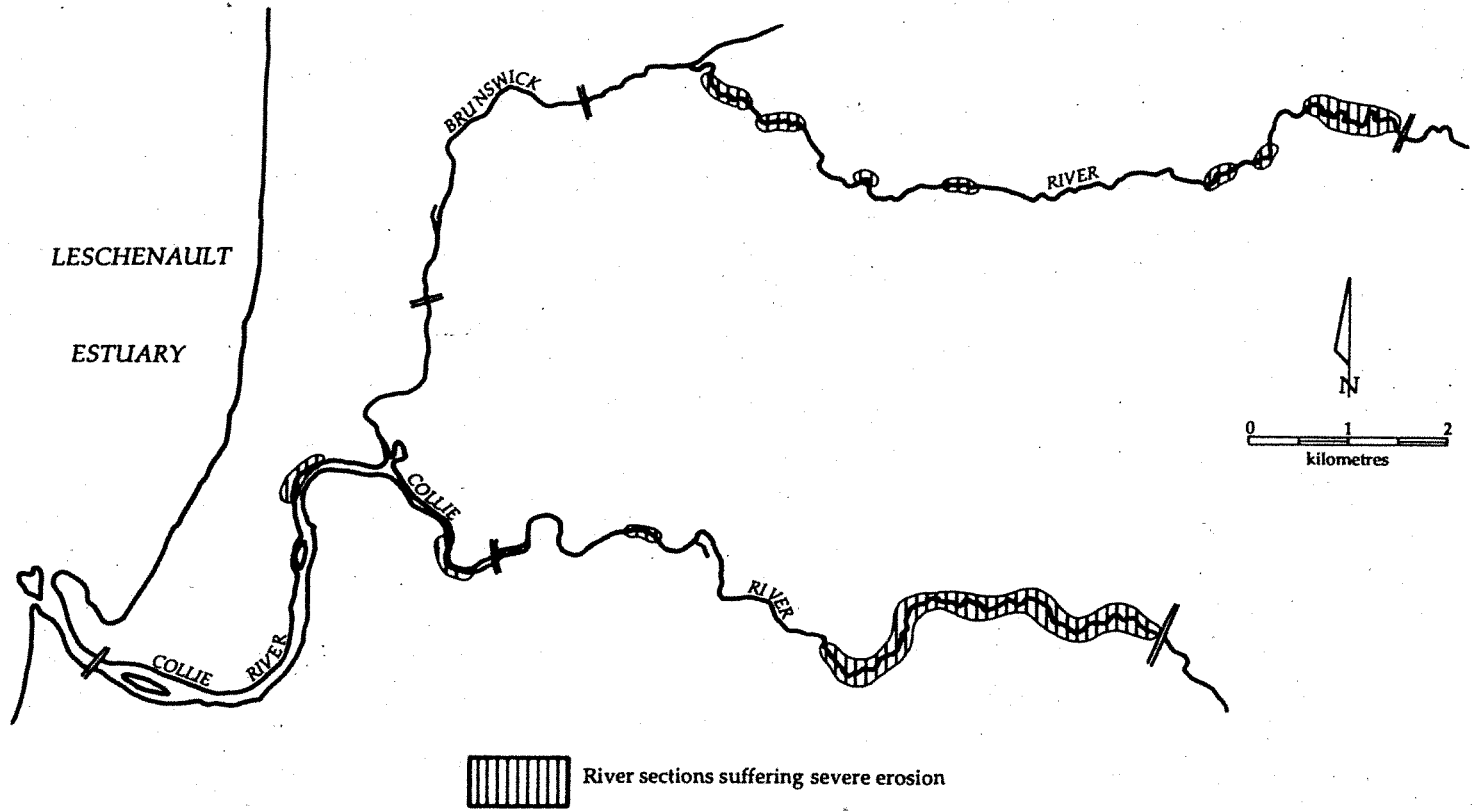 BRUNSWICK
RIVER
LESCHENAULT
ESTUARY
N
0 1 2
kilometres
COLLIE
RIVER
COLLIE RIVER
River sections suffering severe erosion